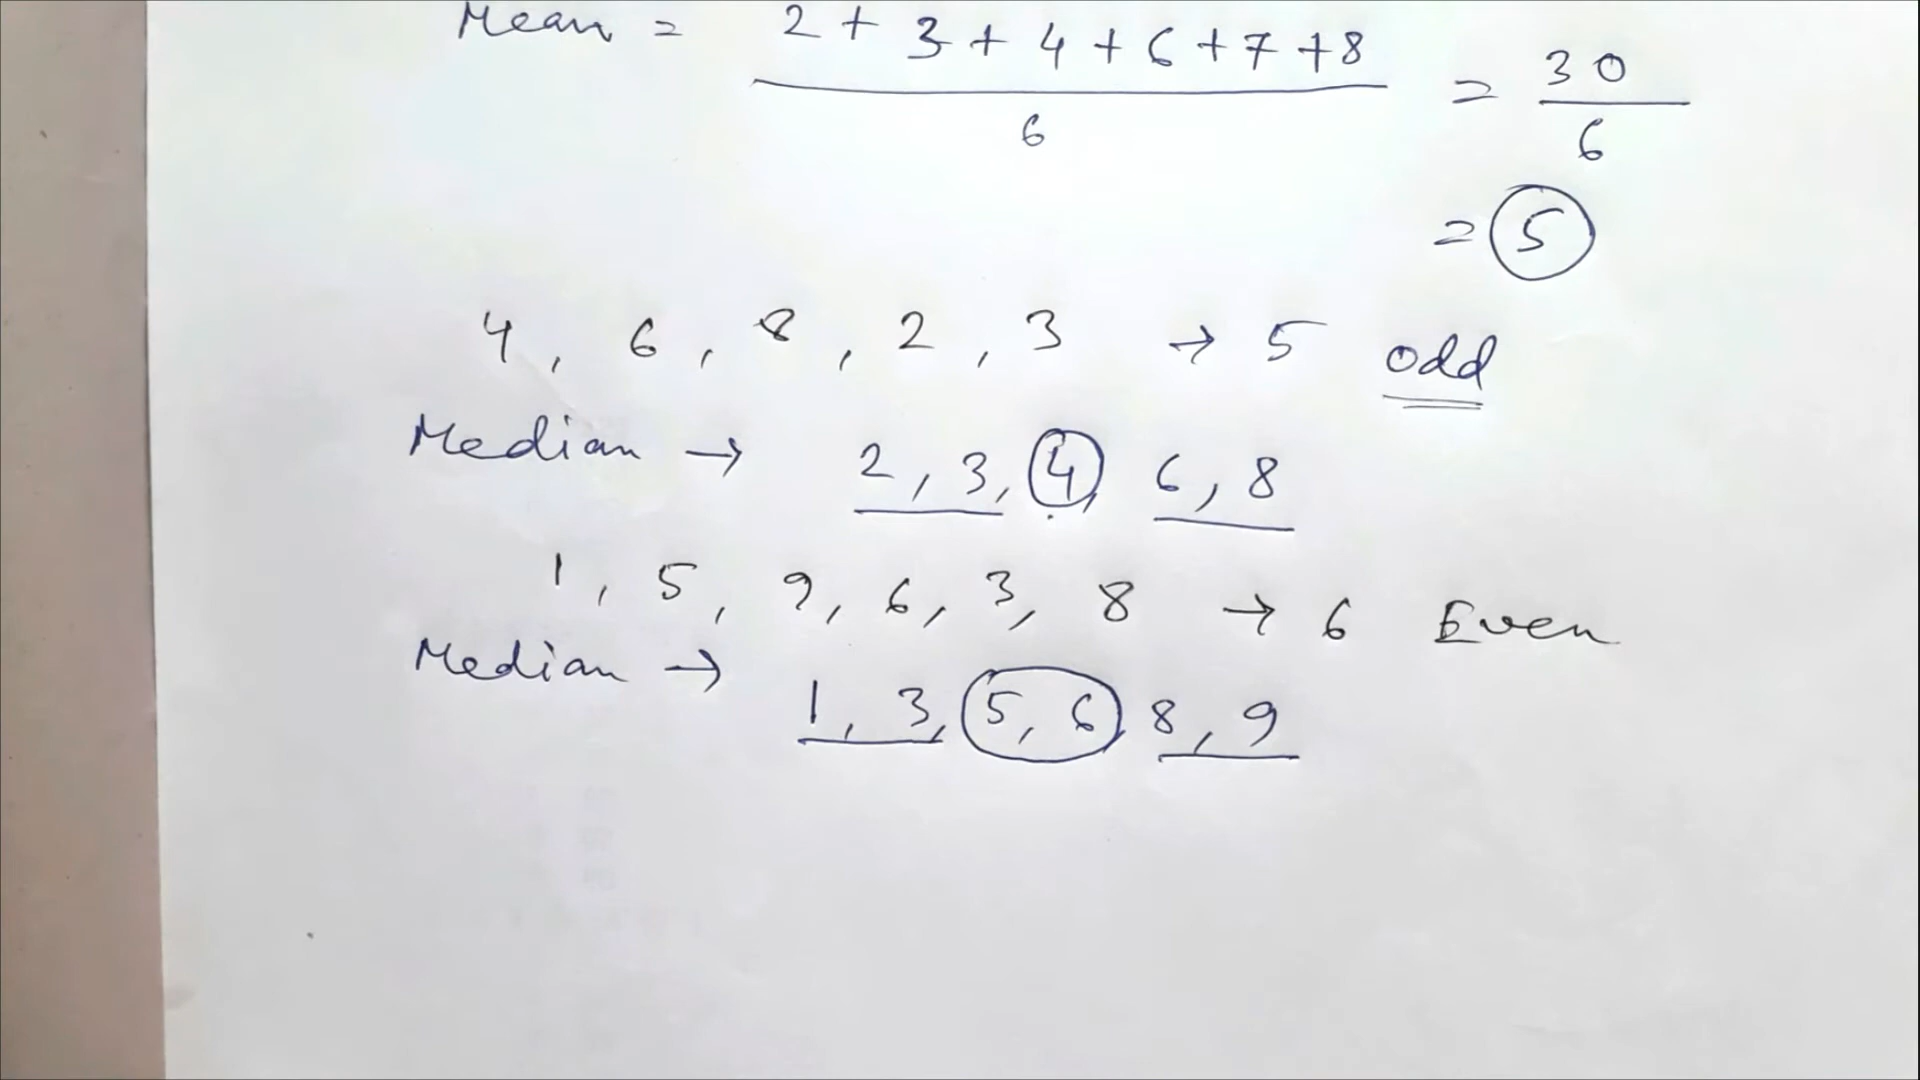 Mean = 2 + 3 + 4 + 6 + 7 + 8 = 30
6 6
= 5
4, 6, 8, 2, 3 → 5 odd
Median → 2, 3, 4, 6, 8
1, 5, 9, 6, 3, 8 → 6 Even
Median → 1, 3, 5, 6, 8, 9